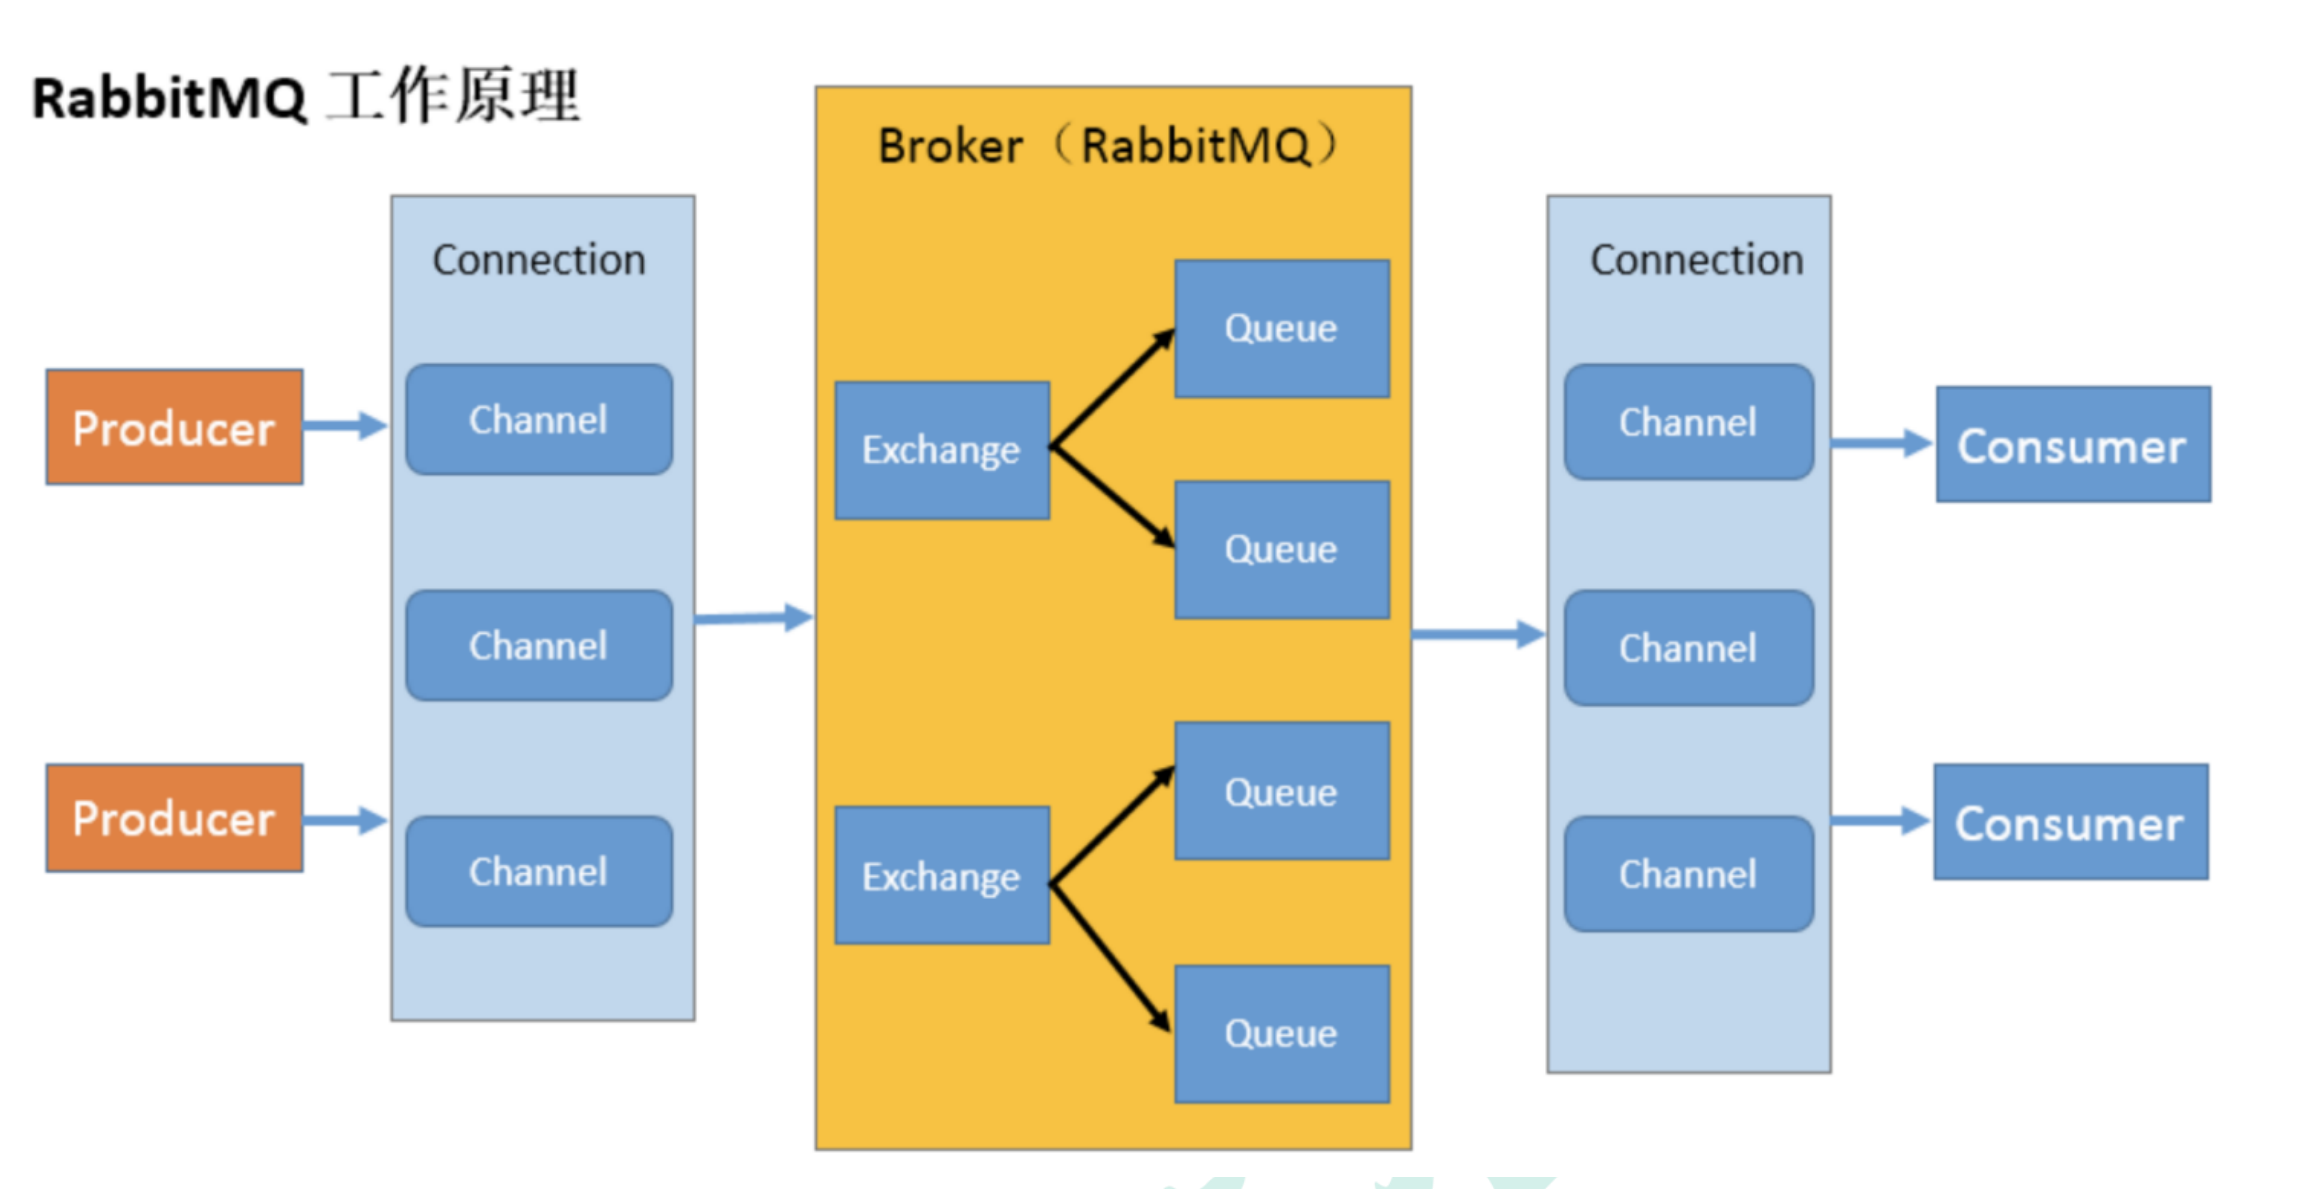 RabbitMQ 工作原理
Broker（RabbitMQ）
Connection
Connection
Producer
Producer
Channel
Channel
Channel
Exchange
Queue
Queue
Exchange
Queue
Queue
Channel
Channel
Channel
Consumer
Consumer